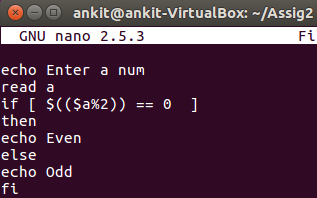 ankit@ankit-VirtualBox: ~/Assig2
GNU nano 2.5.3 Fi
echo Enter a num
read a
if [ $(($a%2)) == 0  ]
then
echo Even
else
echo Odd
fi